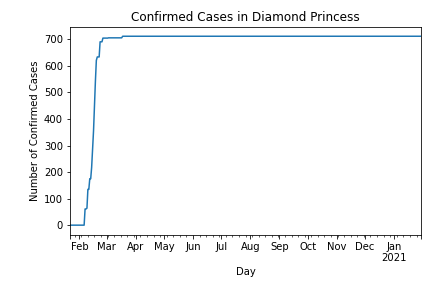 Confirmed Cases in Diamond Princess
Number of Confirmed Cases
700
600
500
400
300
200
100
0
Feb Mar Apr May Jun Jul Aug Sep Oct Nov Dec Jan
2021
Day